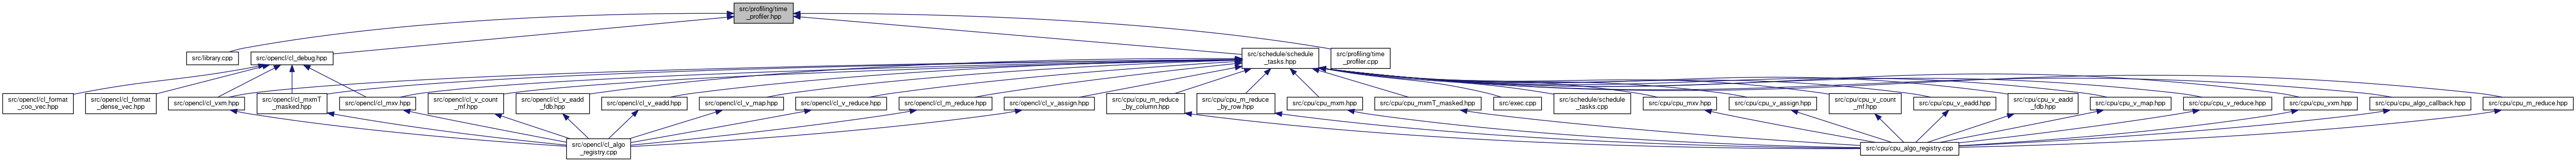 src/profiling/time
_profiler.hpp
src/library.cpp
src/opencl/cl_debug.hpp
src/schedule/schedule
_tasks.hpp
src/profiling/time
_profiler.cpp
src/opencl/cl_format
_coo_vec.hpp
src/opencl/cl_format
_dense_vec.hpp
src/opencl/cl_vxm.hpp
src/opencl/cl_mxmT
_masked.hpp
src/opencl/cl_mxv.hpp
src/opencl/cl_v_count
_mf.hpp
src/opencl/cl_v_eadd
_fdb.hpp
src/opencl/cl_v_eadd.hpp
src/opencl/cl_v_map.hpp
src/opencl/cl_v_reduce.hpp
src/opencl/cl_m_reduce.hpp
src/opencl/cl_v_assign.hpp
src/cpu/cpu_m_reduce
_by_column.hpp
src/cpu/cpu_m_reduce
_by_row.hpp
src/cpu/cpu_mxm.hpp
src/cpu/cpu_mxmT_masked.hpp
src/exec.cpp
src/schedule/schedule
_tasks.cpp
src/cpu/cpu_mxv.hpp
src/cpu/cpu_v_assign.hpp
src/cpu/cpu_v_count
_mf.hpp
src/cpu/cpu_v_eadd.hpp
src/cpu/cpu_v_eadd
_fdb.hpp
src/cpu/cpu_v_map.hpp
src/cpu/cpu_v_reduce.hpp
src/cpu/cpu_vxm.hpp
src/cpu/cpu_algo_callback.hpp
src/cpu/cpu_m_reduce.hpp
src/opencl/cl_algo
_registry.cpp
src/cpu/cpu_algo_registry.cpp